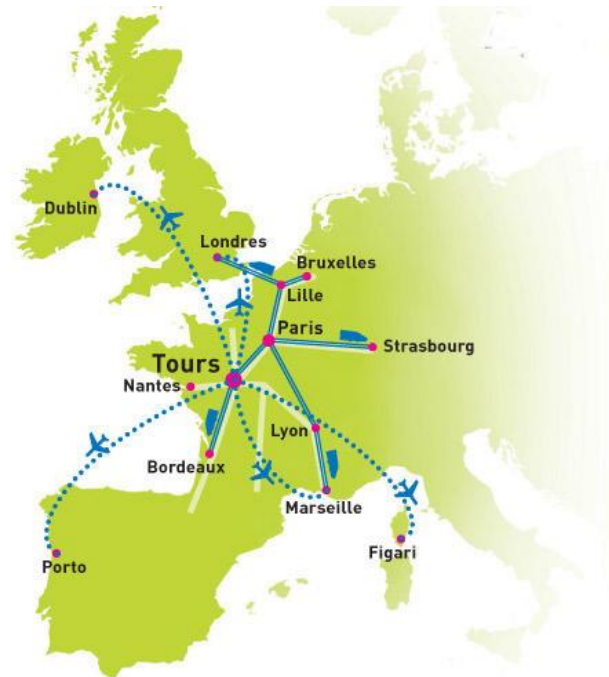 Dublin
Londres
Bruxelles
Lille
Paris
Strasbourg
Tours
Nantes
Lyon
Bordeaux
Marseille
Porto
Figari